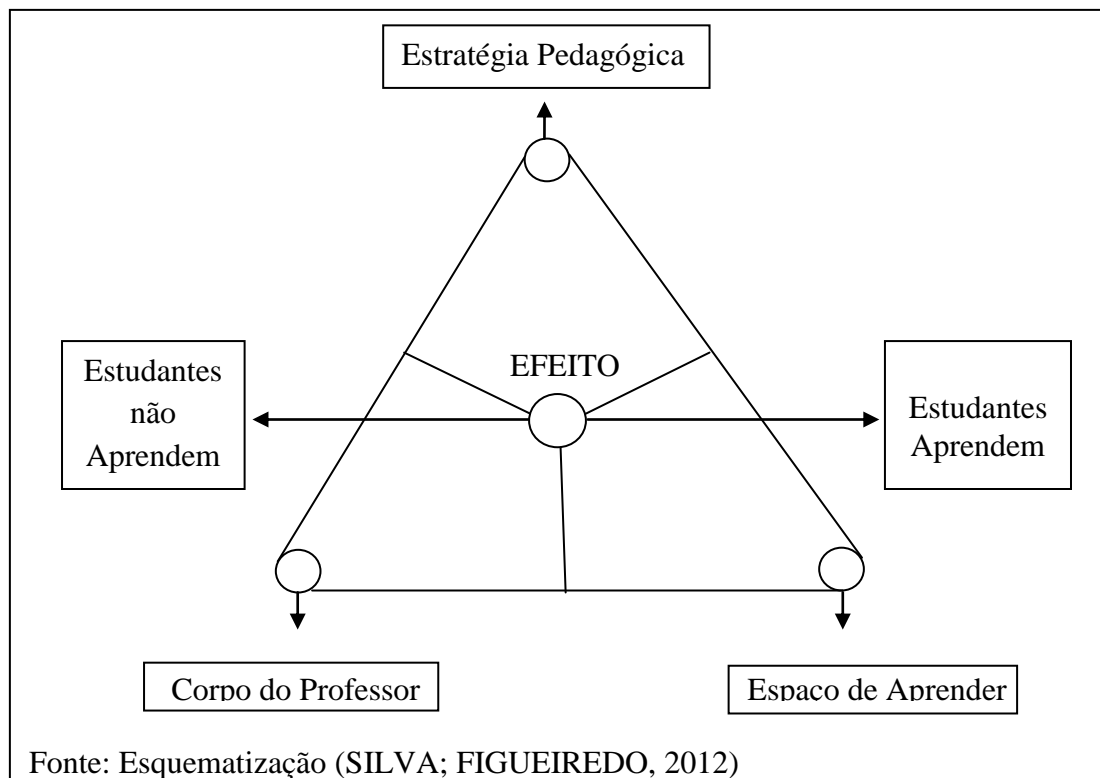 Estratégia Pedagógica
EFEITO
Estudantes
não
Aprendem
Estudantes
Aprendem
Corpo do Professor
Espaço de Aprender
Fonte: Esquematização (SILVA; FIGUEIREDO, 2012)